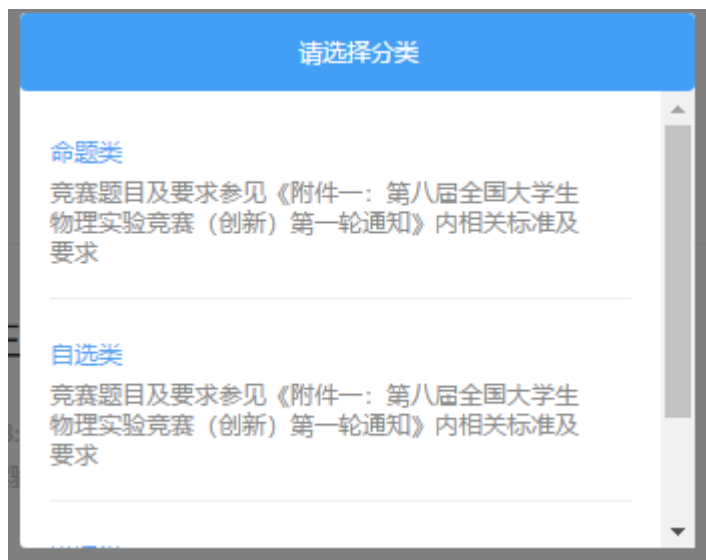 请选择分类
命题类
竞赛题目及要求参见《附件一：第八届全国大学生
物理实验竞赛（创新）第一轮通知》内相关标准及
要求
自选类
竞赛题目及要求参见《附件一：第八届全国大学生
物理实验竞赛（创新）第一轮通知》内相关标准及
要求